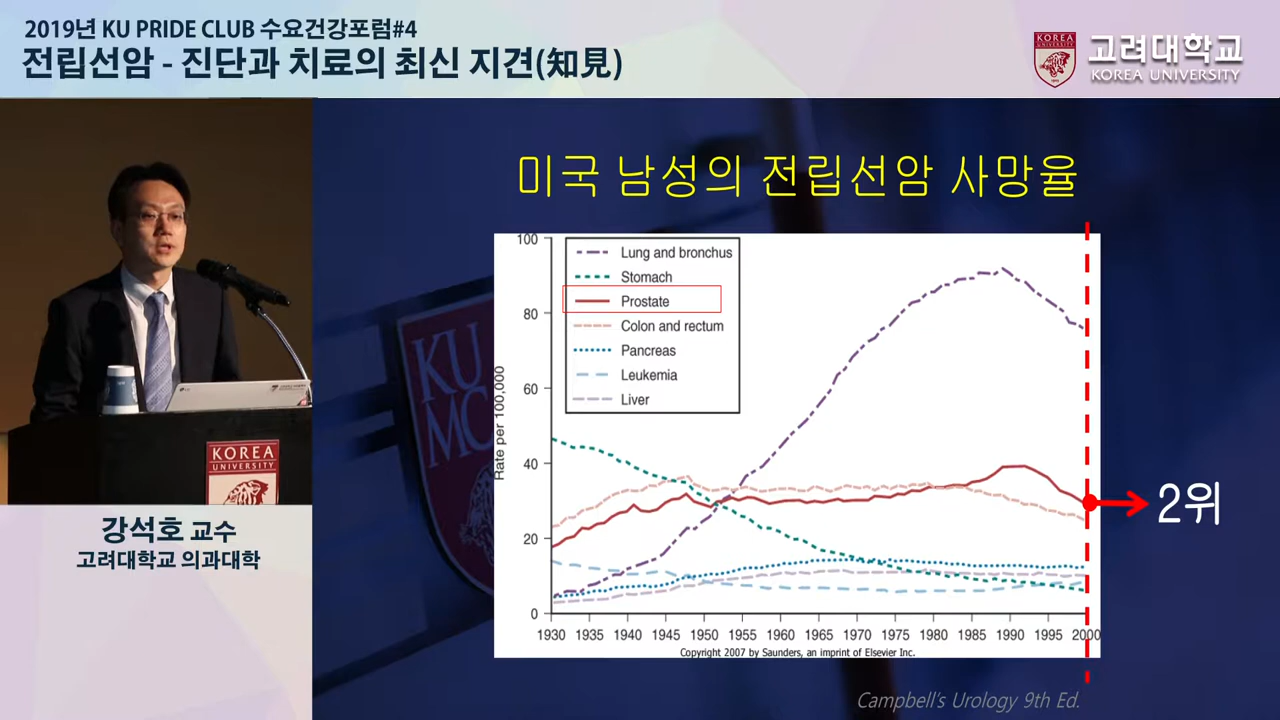 2019년 KU PRIDE CLUB 수요건강포럼#4
전립선암 - 진단과 치료의 최신 지견(知見)
KOREA
고려대학교
KOREA UNIVERSITY
미국 남성의 전립선암 사망율
100
80
60
40
20
0
Rate per 100,000
Lung and bronchus
Stomach
Prostate
Colon and rectum
Pancreas
Leukemia
Liver
2위
1930 1935 1940 1945 1950 1955 1960 1965 1970 1975 1980 1985 1990 1995 2000
Copyright 2007 by Saunders, an imprint of Elsevier Inc.
Campbell's Urology 9th Ed.
KU
MC
KOREA
UNIVERSITY
강석호 교수
고려대학교 의과대학